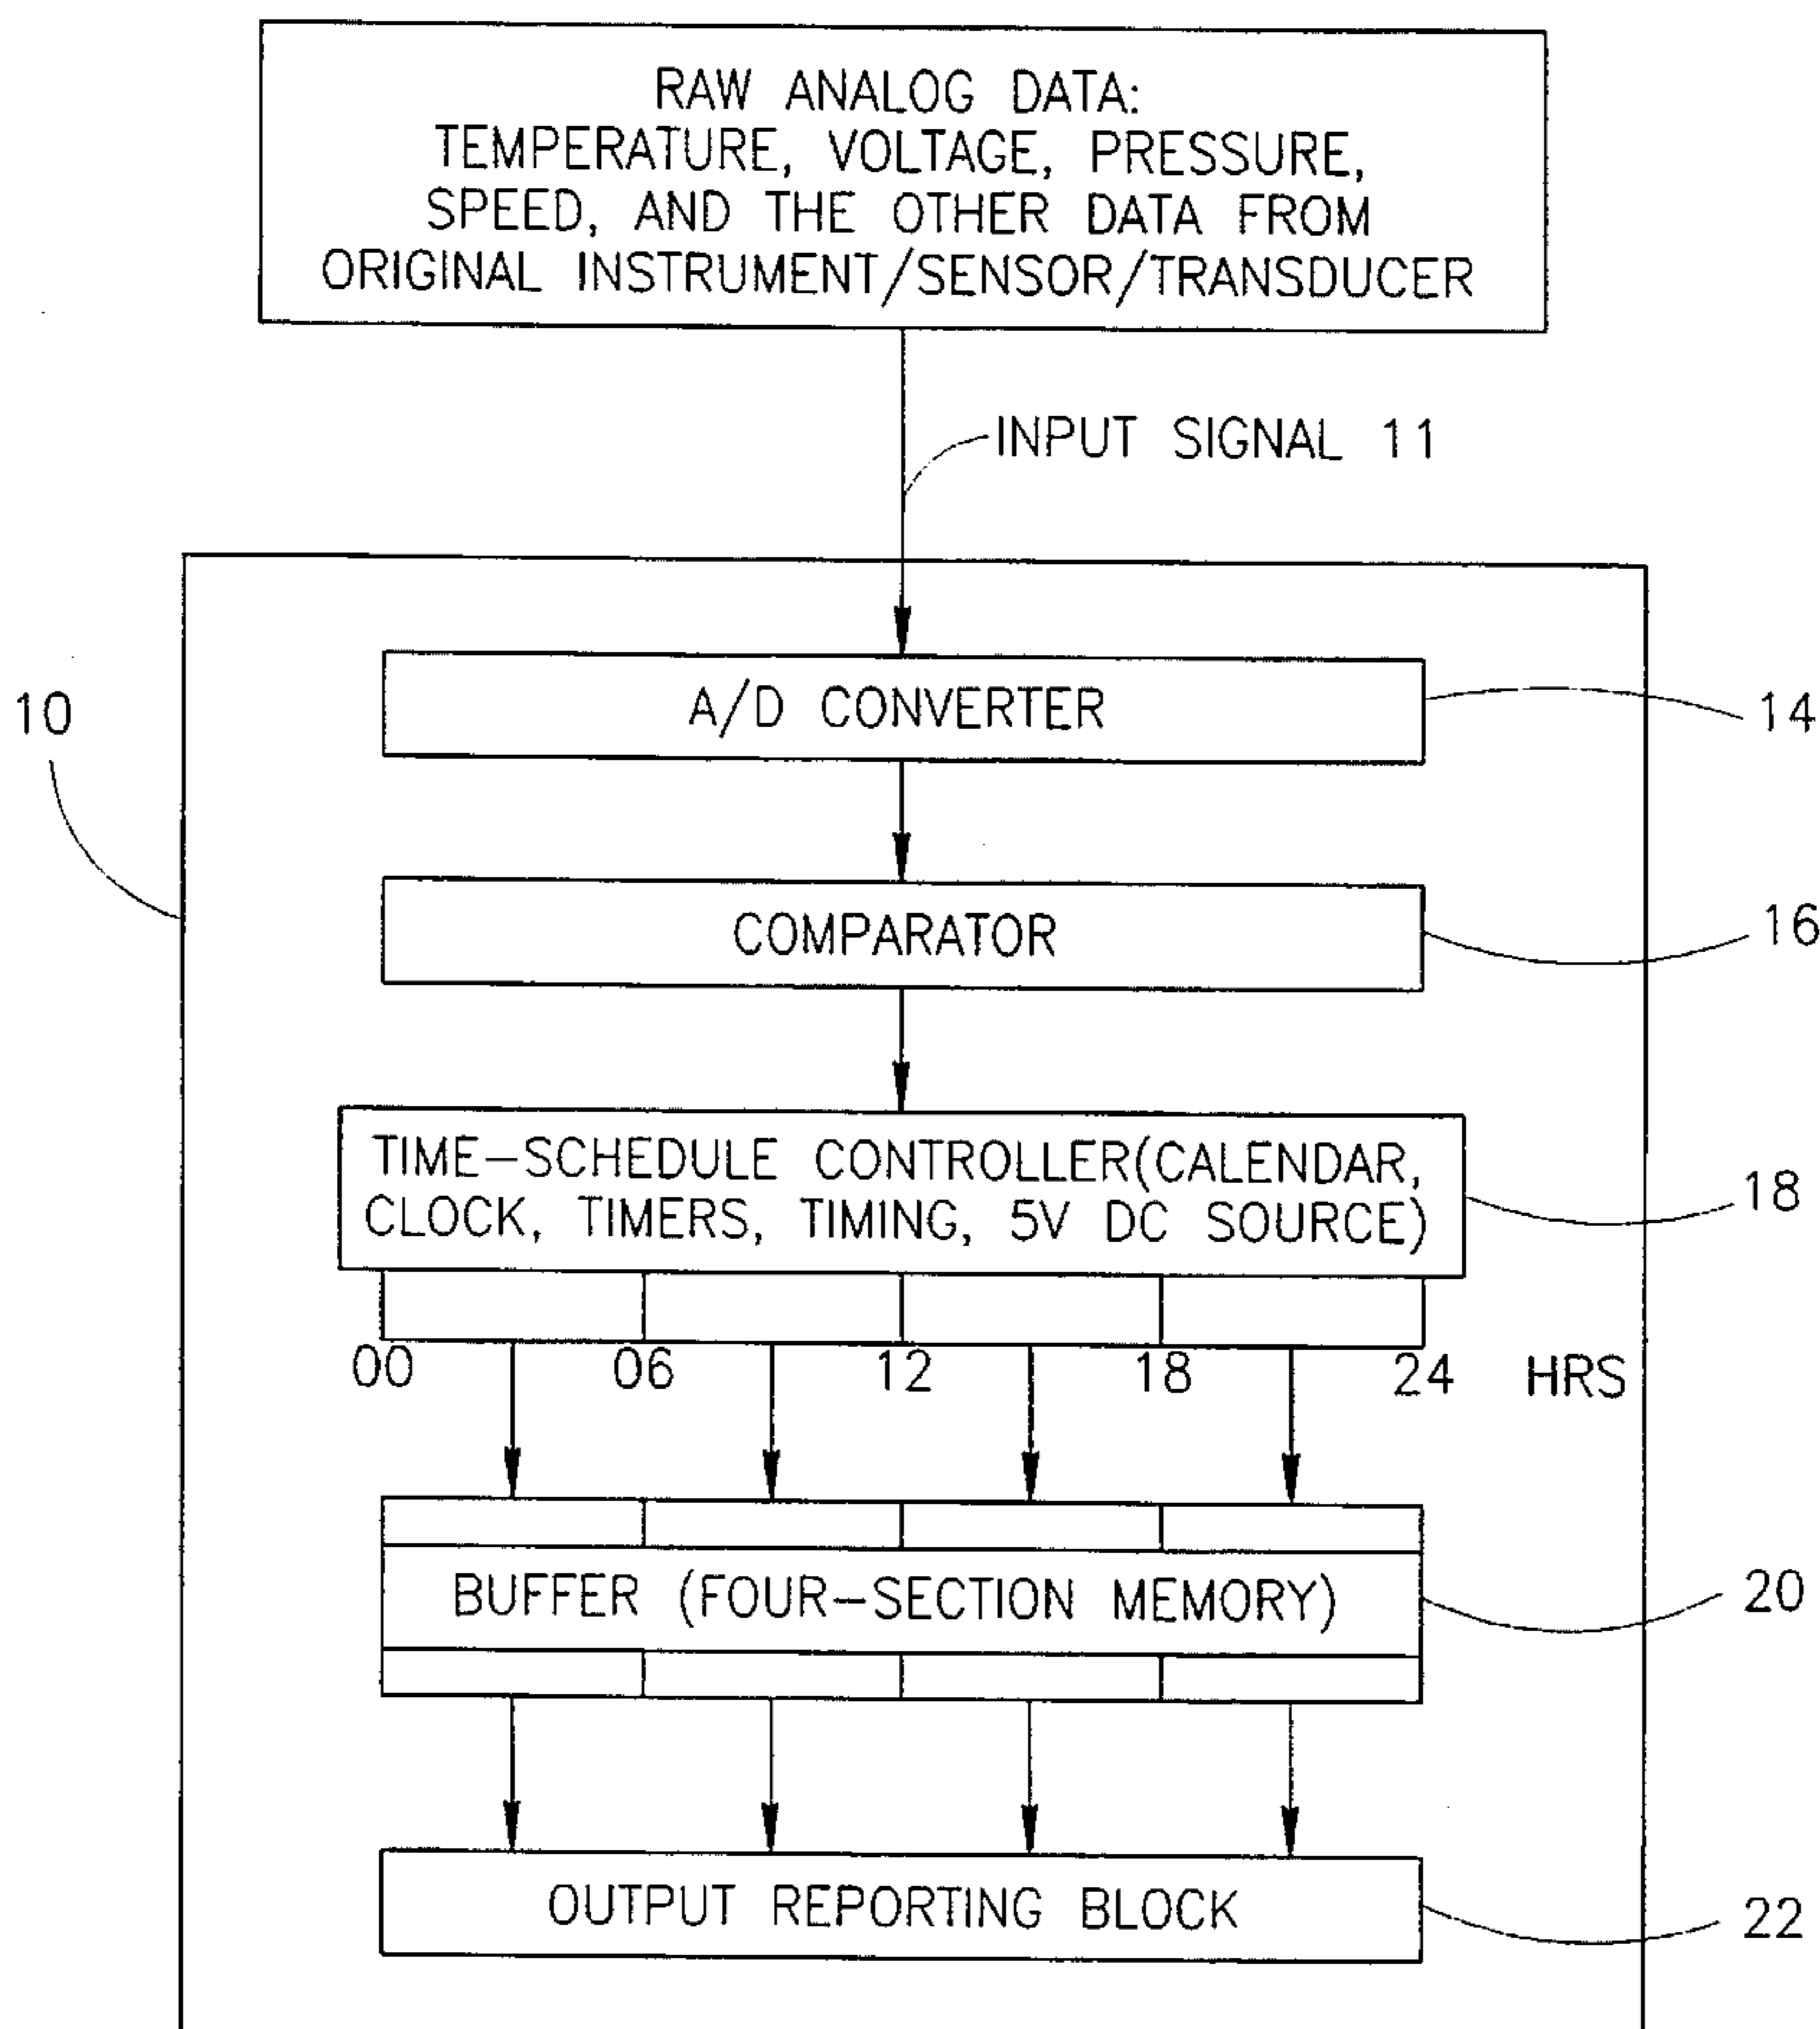 RAW ANALOG DATA:
TEMPERATURE, VOLTAGE, PRESSURE,
SPEED, AND THE OTHER DATA FROM
ORIGINAL INSTRUMENT/SENSOR/TRANSDUCER
INPUT SIGNAL 11
10
A/D CONVERTER
14
COMPARATOR
16
TIME-SCHEDULE CONTROLLER(CALENDAR,
CLOCK, TIMERS, TIMING, 5V DC SOURCE)
18
00 06 12 18 24 HRS
BUFFER (FOUR-SECTION MEMORY)
20
OUTPUT REPORTING BLOCK
22